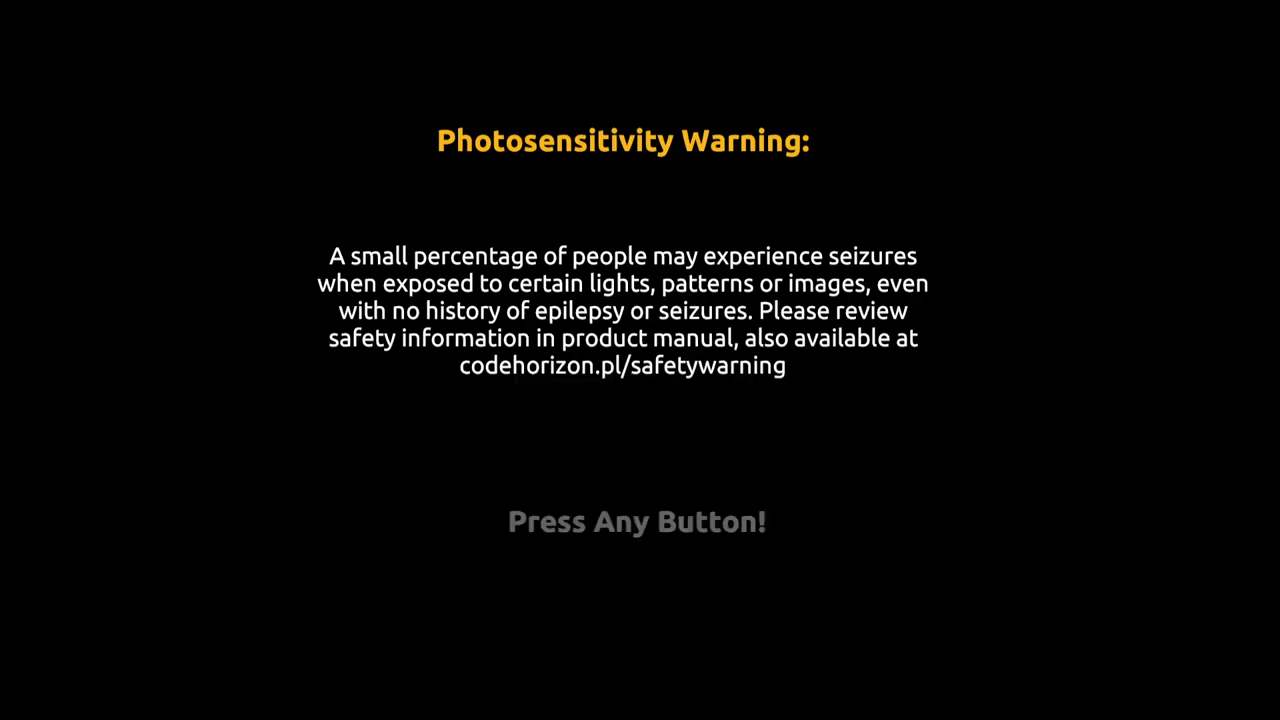 Photosensitivity Warning:
A small percentage of people may experience seizures
when exposed to certain lights, patterns or images, even
with no history of epilepsy or seizures. Please review
safety information in product manual, also available at
codehorizon.pl/safetywarning
Press Any Button!